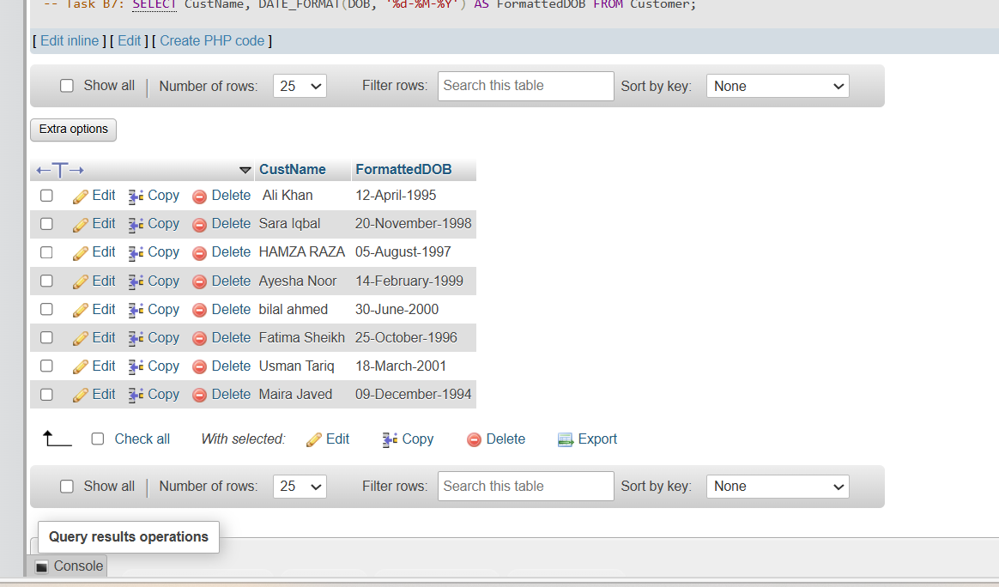 -- Task B7: SELECT CustName, DATE_FORMAT(DOB, '%d-%M-%Y') AS FormattedDOB FROM Customer;
[ Edit inline ] [ Edit ] [ Create PHP code ]
Show all | Number of rows: 25 Filter rows: Search this table Sort by key: None
Extra options
←T→ CustName FormattedDOB
Edit Copy Delete Ali Khan 12-April-1995
Edit Copy Delete Sara Iqbal 20-November-1998
Edit Copy Delete HAMZA RAZA 05-August-1997
Edit Copy Delete Ayesha Noor 14-February-1999
Edit Copy Delete bilal ahmed 30-June-2000
Edit Copy Delete Fatima Sheikh 25-October-1996
Edit Copy Delete Usman Tariq 18-March-2001
Edit Copy Delete Maira Javed 09-December-1994
Check all With selected: Edit Copy Delete Export
Show all | Number of rows: 25 Filter rows: Search this table Sort by key: None
Query results operations
Console